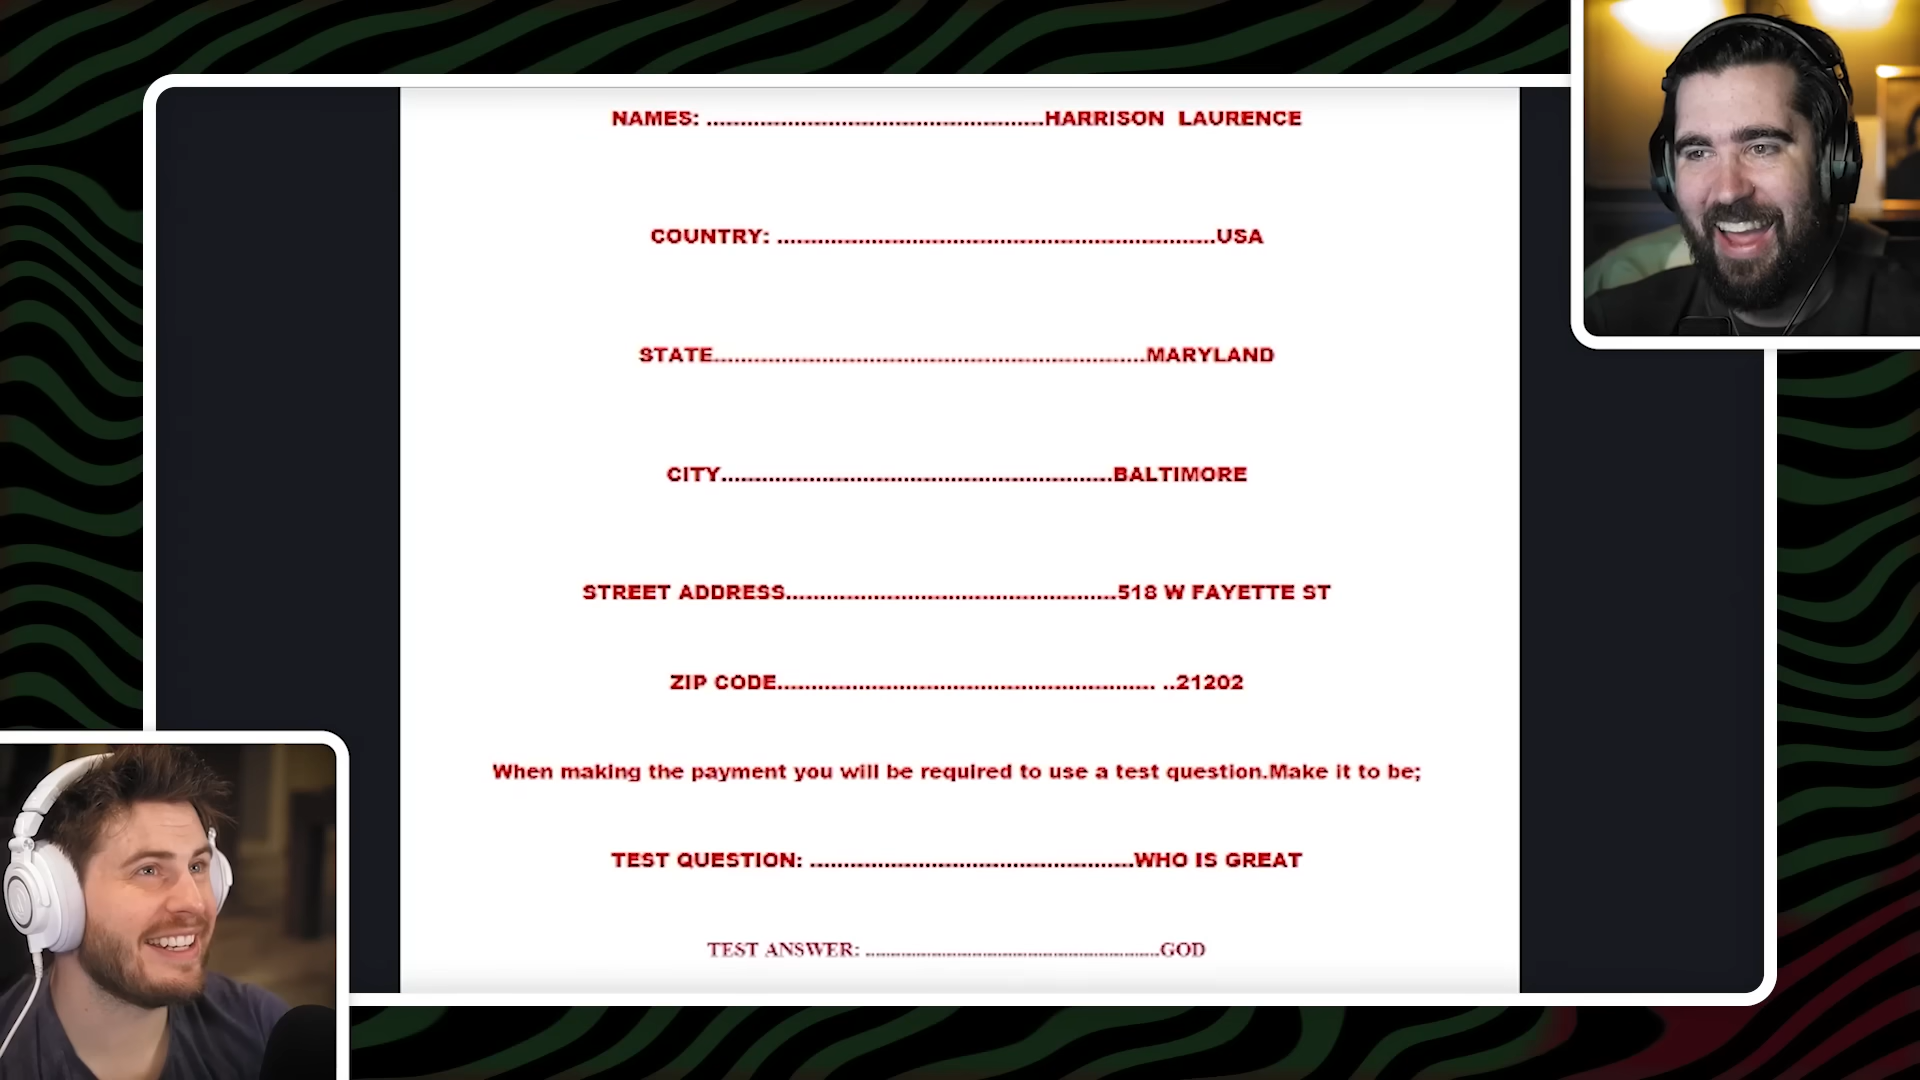 NAMES: ..................................................HARRISON LAURENCE
COUNTRY: .................................................................USA
STATE................................................................MARYLAND
CITY..........................................................BALTIMORE
STREET ADDRESS.................................................518 W FAYETTE ST
ZIP CODE........................................................ ..21202
When making the payment you will be required to use a test question.Make it to be;
TEST QUESTION: ................................................WHO IS GREAT
TEST ANSWER: .................................................................GOD